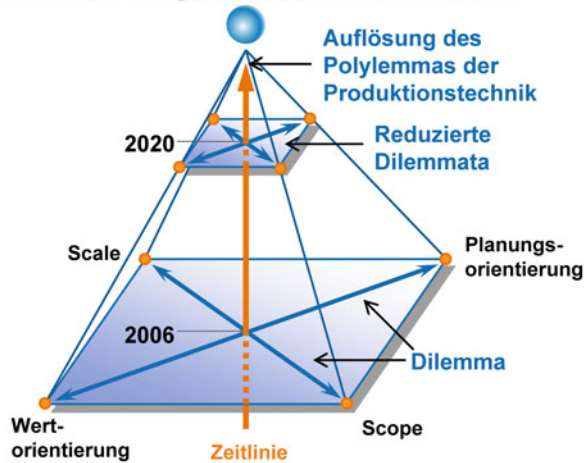 Auflösung des
Polylemmas der
Produktionstechnik
2020
Reduzierte
Dilemmata
Scale
Planungs-
orientierung
2006
Dilemma
Wert-
orientierung
Scope
Zeitlinie